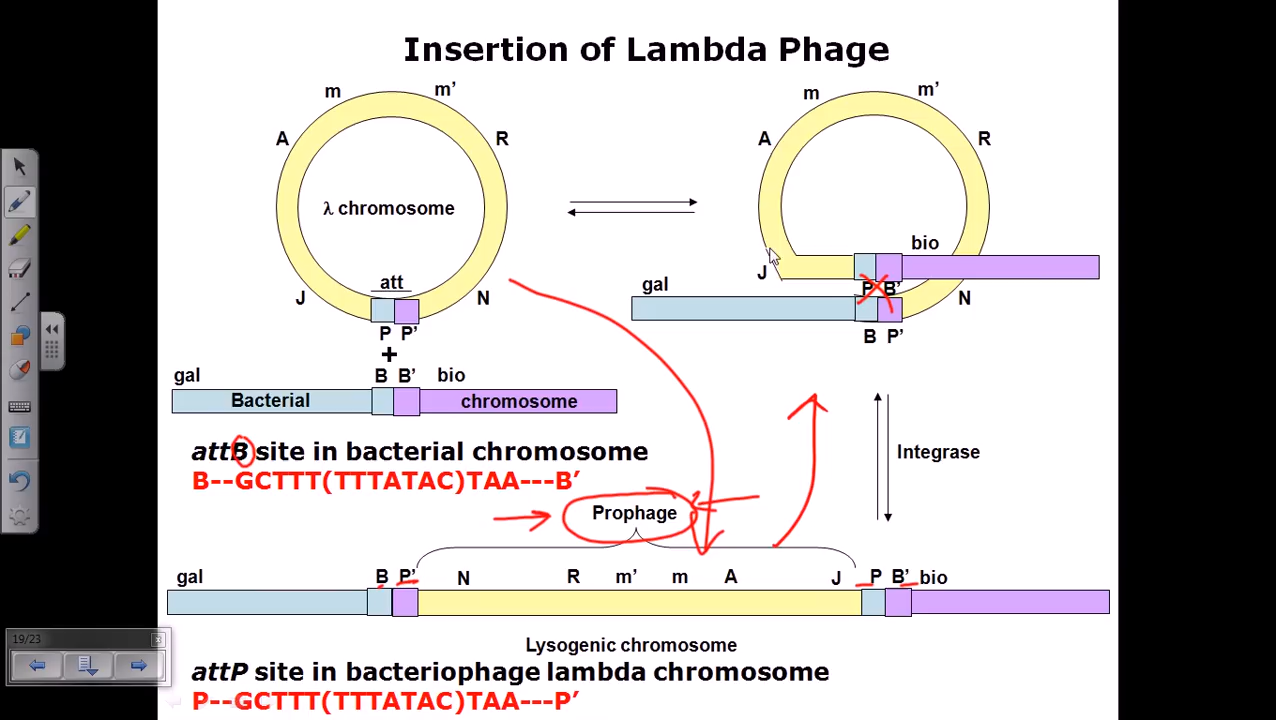 Insertion of Lambda Phage
m m’
A R
λ chromosome
att
J N
P P’
+
B B’
gal bio
Bacterial chromosome
m m’
A R
bio
J
gal
P B’
N
B P’
attB site in bacterial chromosome
B--GCTTT(TTTATAC)TAA---B’
Integrase
Prophage
gal B P’ N R m’ m A J P B’ bio
Lysogenic chromosome
attP site in bacteriophage lambda chromosome
P--GCTTT(TTTATAC)TAA---P’
19/23